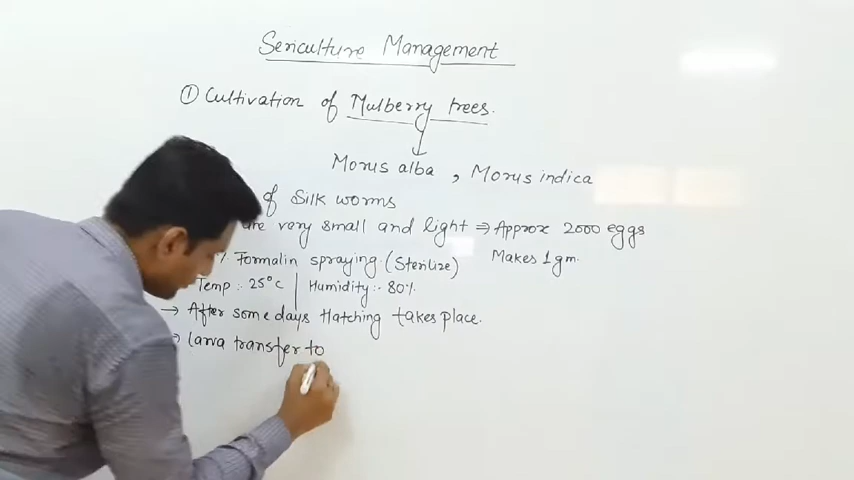 Sericulture Management
① Cultivation of Mulberry trees.
Morus alba , Morus indica
of Silk worms
are very small and light ⇒ Approx 2000 eggs
Makes 1gm.
% Formalin spraying. (Sterilize)
Temp :- 25°C | Humidity :- 80%
→ After some days Hatching takes place.
→ larva transfer to